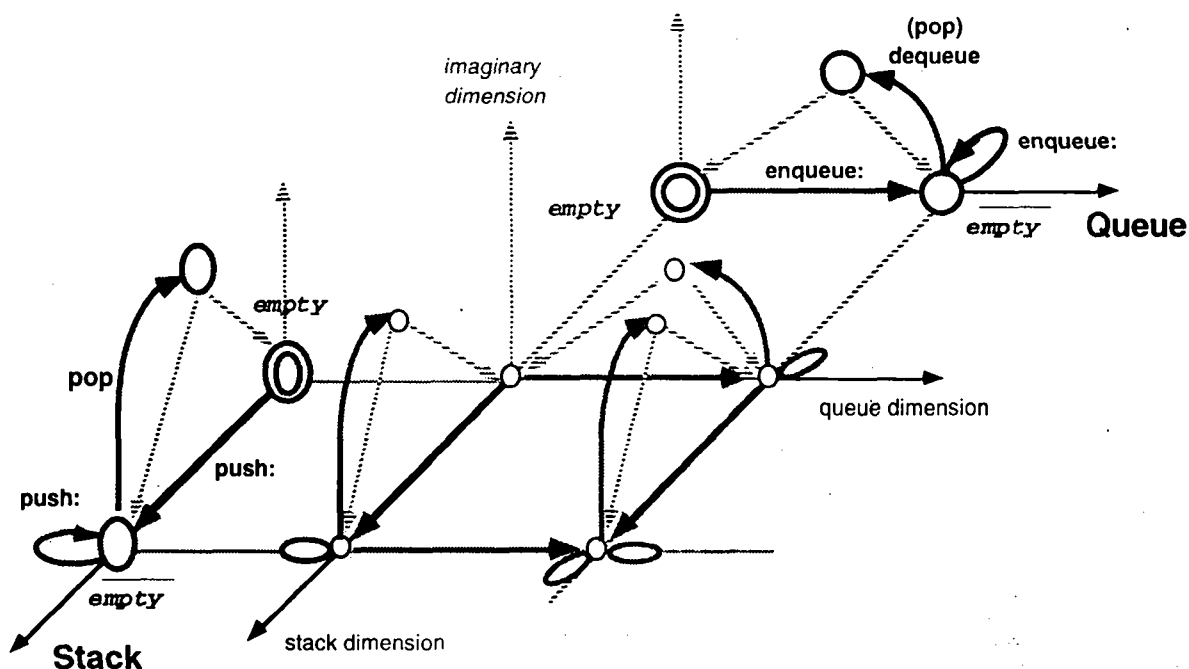 (pop)
dequeue
imaginary
dimension
enqueue:
enqueue:
empty
empty
Queue
empty
pop
queue dimension
push:
push:
empty
stack dimension
Stack